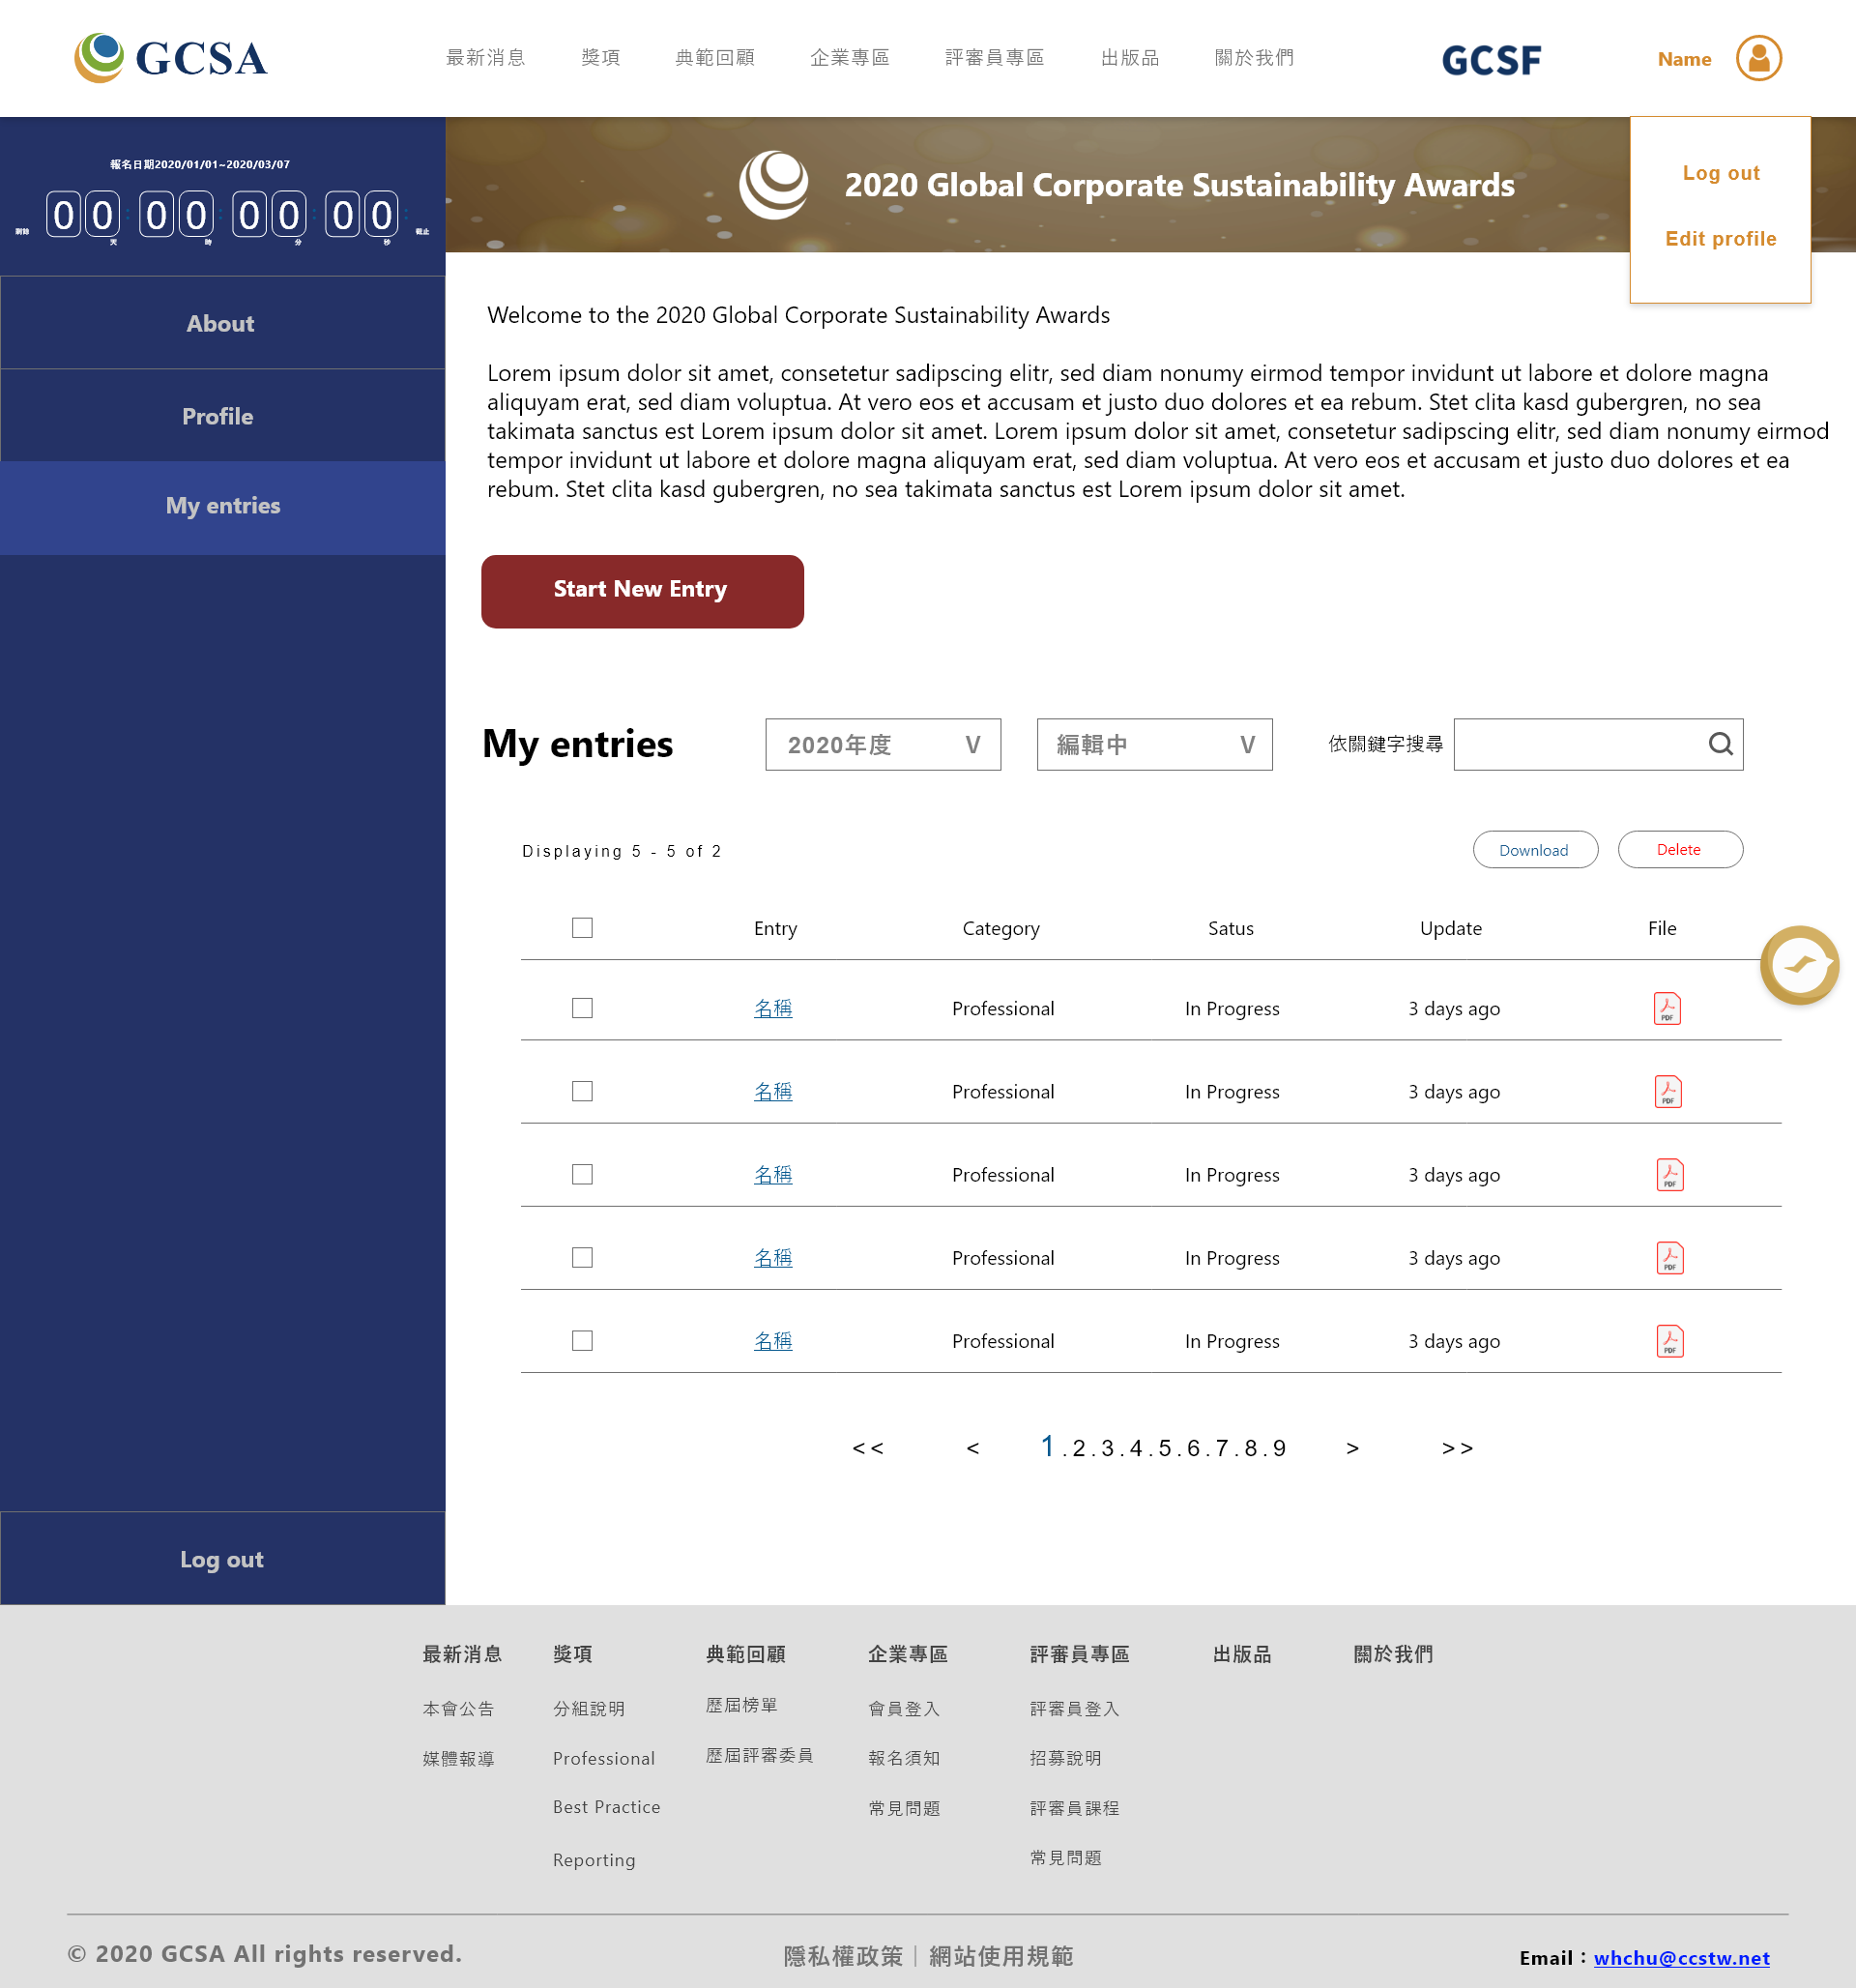 GCSA
最新消息 獎項 典範回顧 企業專區 評審員專區 出版品 關於我們
GCSF
Name
Log out
Edit profile
報名日期2020/01/01~2020/03/07
剩餘 00 天 : 00 時 : 00 分 : 00 秒 : 截止
About
Profile
My entries
2020 Global Corporate Sustainability Awards
Welcome to the 2020 Global Corporate Sustainability Awards
Lorem ipsum dolor sit amet, consetetur sadipscing elitr, sed diam nonumy eirmod tempor invidunt ut labore et dolore magna
aliquyam erat, sed diam voluptua. At vero eos et accusam et justo duo dolores et ea rebum. Stet clita kasd gubergren, no sea
takimata sanctus est Lorem ipsum dolor sit amet. Lorem ipsum dolor sit amet, consetetur sadipscing elitr, sed diam nonumy eirmod
tempor invidunt ut labore et dolore magna aliquyam erat, sed diam voluptua. At vero eos et accusam et justo duo dolores et ea
rebum. Stet clita kasd gubergren, no sea takimata sanctus est Lorem ipsum dolor sit amet.
Start New Entry
My entries
2020年度 V
編輯中 V
依關鍵字搜尋
Displaying 5 - 5 of 2
Download
Delete
Entry Category Satus Update File
名稱 Professional In Progress 3 days ago PDF
名稱 Professional In Progress 3 days ago PDF
名稱 Professional In Progress 3 days ago PDF
名稱 Professional In Progress 3 days ago PDF
名稱 Professional In Progress 3 days ago PDF
<< < 1.2.3.4.5.6.7.8.9 > >>
Log out
最新消息
本會公告
媒體報導
獎項
分組說明
Professional
Best Practice
Reporting
典範回顧
歷屆榜單
歷屆評審委員
企業專區
會員登入
報名須知
常見問題
評審員專區
評審員登入
招募說明
評審員課程
常見問題
出版品
關於我們
© 2020 GCSA All rights reserved.
隱私權政策｜網站使用規範
Email：whchu@ccstw.net